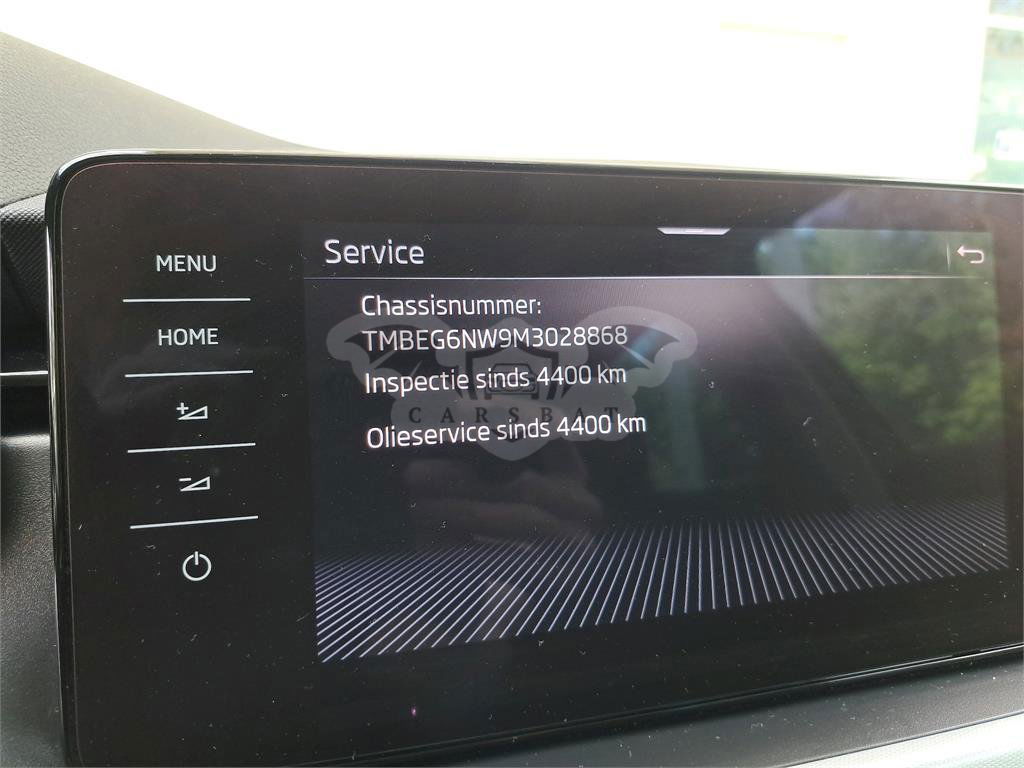 Service
MENU
HOME
Chassisnummer:
TMBEG6NW9M3028868
Inspectie sinds 4400 km
CARSBAT
Olieservice sinds 4400 km